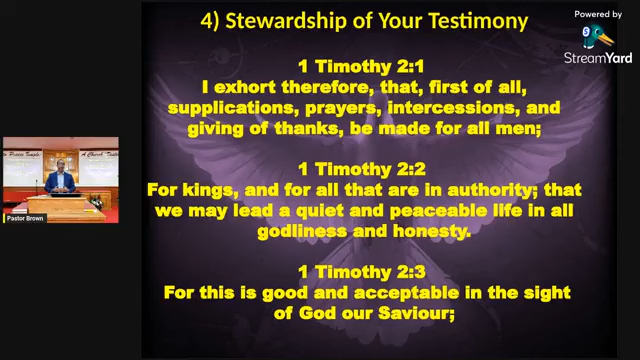 4) Stewardship of Your Testimony
Powered by
StreamYard
1 Timothy 2:1
I exhort therefore, that, first of all,
supplications, prayers, intercessions, and
giving of thanks, be made for all men;
1 Timothy 2:2
For kings, and for all that are in authority; that
we may lead a quiet and peaceable life in all
godliness and honesty.
1 Timothy 2:3
For this is good and acceptable in the sight
of God our Saviour;
Pastor Brown